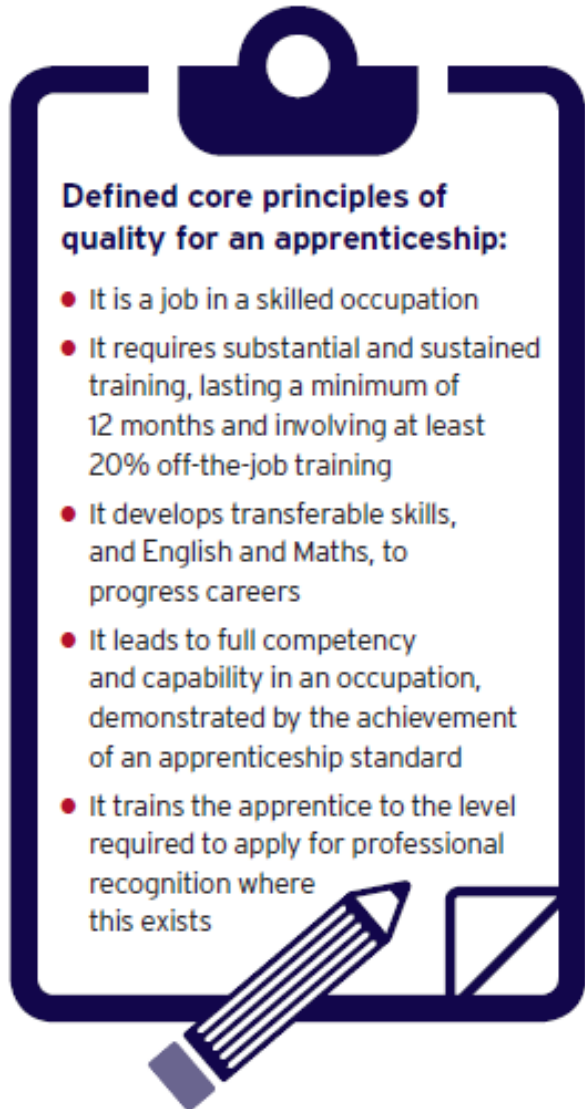 Defined core principles of
quality for an apprenticeship:
• It is a job in a skilled occupation
• It requires substantial and sustained
training, lasting a minimum of
12 months and involving at least
20% off-the-job training
• It develops transferable skills,
and English and Maths, to
progress careers
• It leads to full competency
and capability in an occupation,
demonstrated by the achievement
of an apprenticeship standard
• It trains the apprentice to the level
required to apply for professional
recognition where
this exists